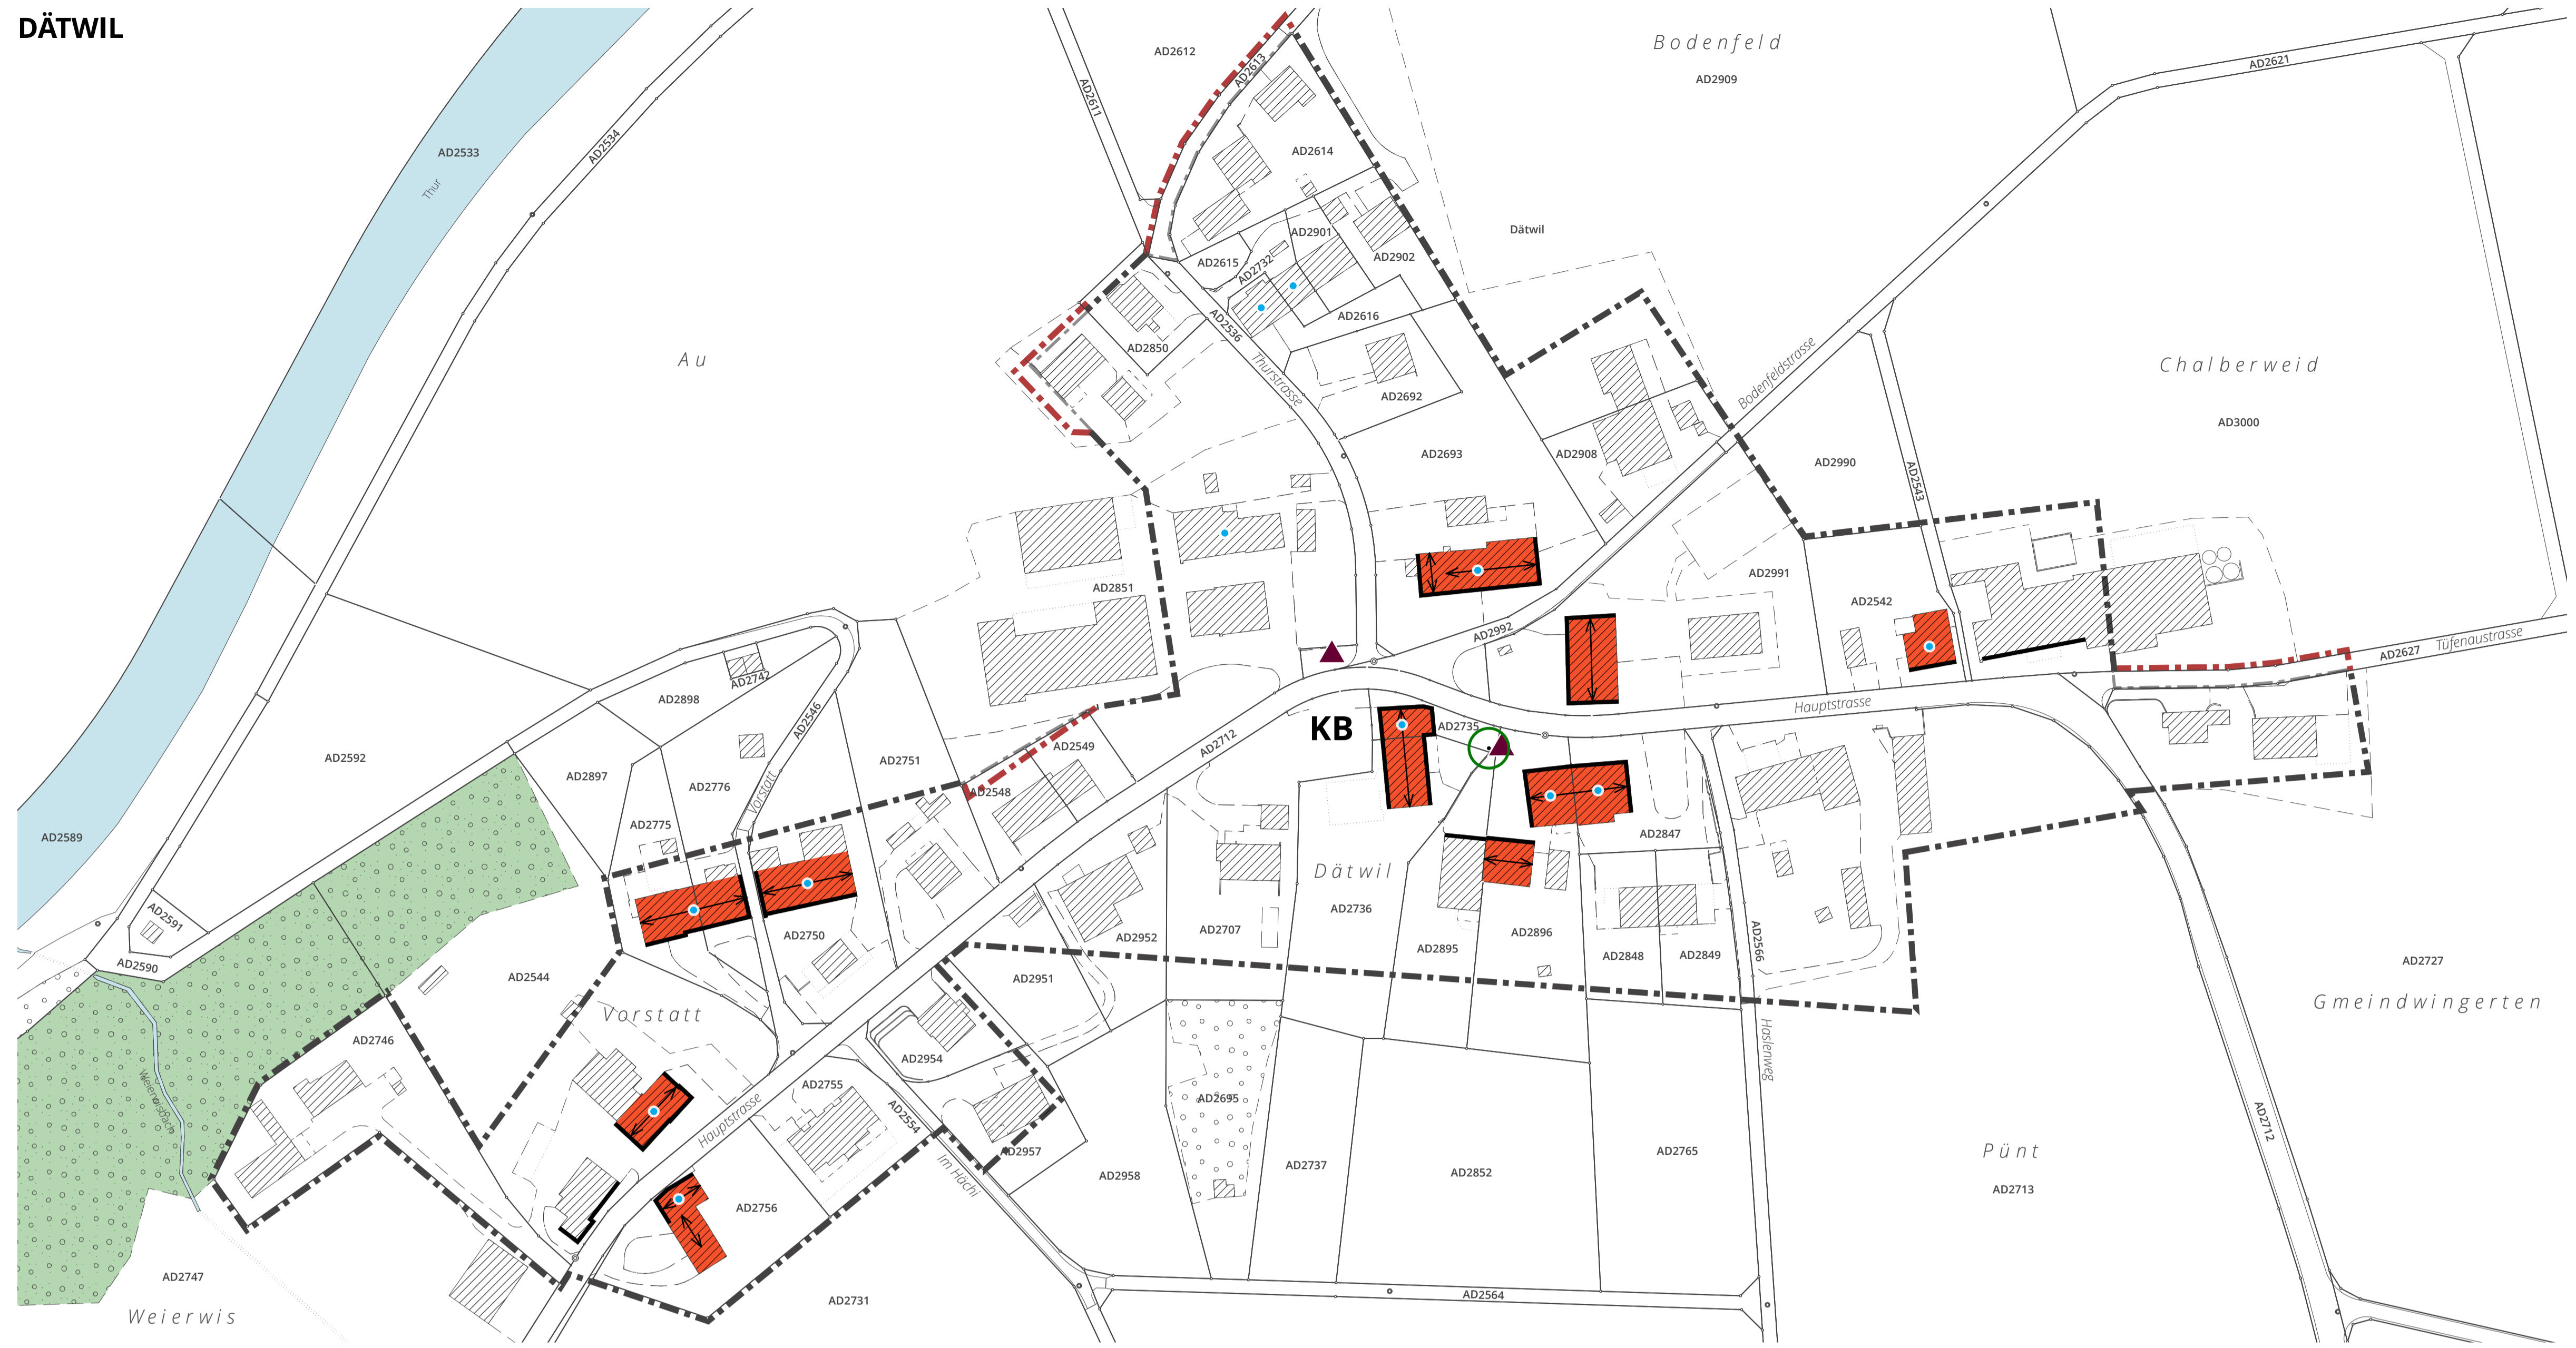 DÄTWIL
Bodenfeld
AD2612
AD2621
AD2613
AD2909
AD2611
AD2534
AD2533
AD2614
Thur
Dätwil
AD2901
AD2902
AD2615
AD2732
AD2616
AD2536
AD2850
Au
Thurstrasse
Bodenfeldstrasse
Chalberweid
AD2692
AD3000
AD2693
AD2908
AD2990
AD2543
AD2991
AD2851
AD2542
AD2992
Tüfenaustrasse
AD2627
AD2742
AD2898
Hauptstrasse
AD2546
KB
AD2735
AD2712
AD2549
AD2592
AD2751
AD2897
AD2776
Vorstatt
AD2548
AD2589
AD2775
AD2847
Dätwil
AD2736
AD2591
AD2750
AD2952
AD2707
AD2896
AD2895
AD2566
AD2848
AD2849
AD2590
AD2727
AD2544
AD2951
Gmeindwingerten
Vorstatt
AD2746
AD2954
Haslenweg
AD2755
Weierwisbach
AD2695
Hauptstrasse
AD2554
AD2712
Pünt
AD2957
AD2765
AD2737
AD2852
AD2958
Im Hächi
AD2713
AD2756
AD2747
AD2564
AD2731
Weierwis